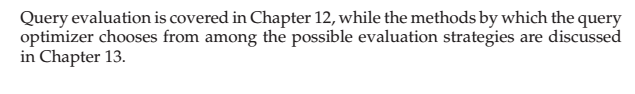 Query evaluation is covered in Chapter 12, while the methods by which the query
optimizer chooses from among the possible evaluation strategies are discussed
in Chapter 13.